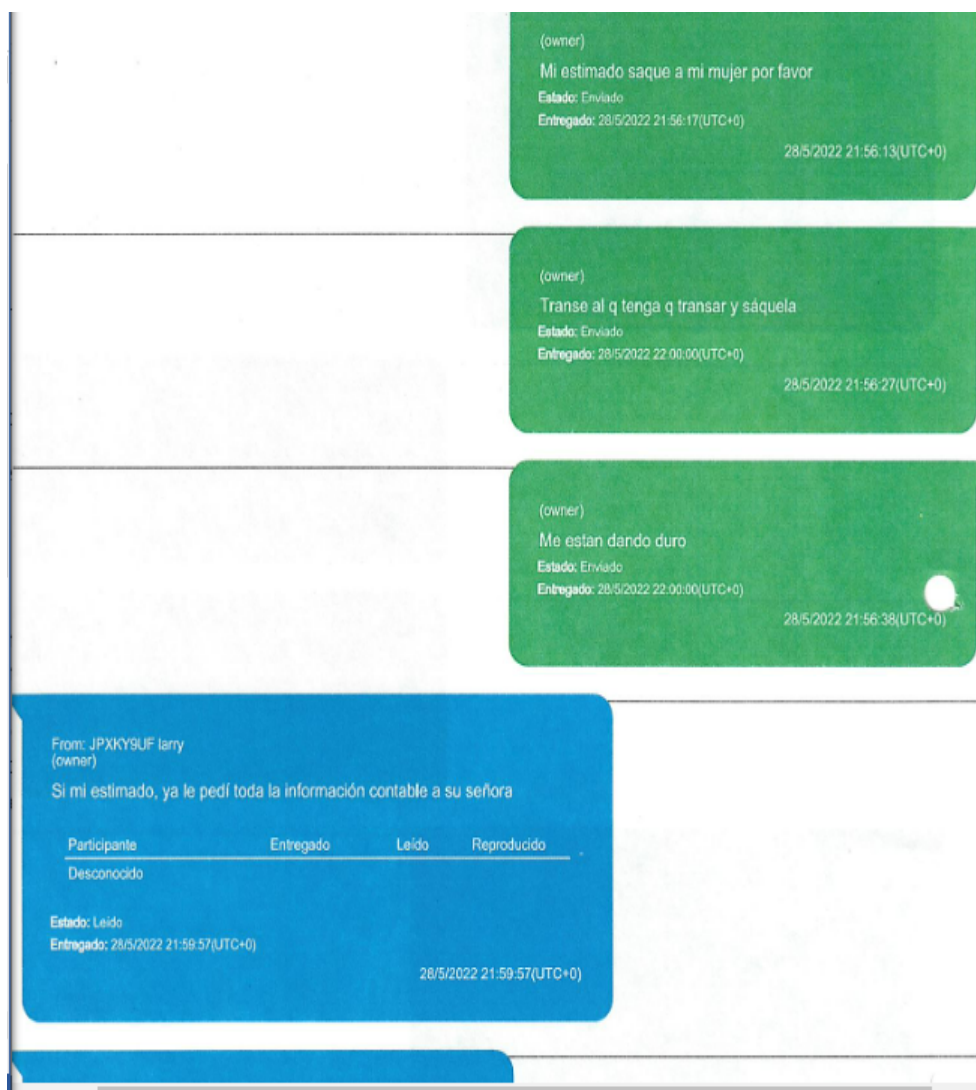 (owner)
Mi estimado saque a mi mujer por favor
Estado: Enviado
Entregado: 28/5/2022 21:56:17(UTC+0)
28/5/2022 21:56:13(UTC+0)
(owner)
Transe al q tenga q transar y sáquela
Estado: Enviado
Entregado: 28/5/2022 22:00:00(UTC+0)
28/5/2022 21:56:27(UTC+0)
(owner)
Me estan dando duro
Estado: Enviado
Entregado: 28/5/2022 22:00:00(UTC+0)
28/5/2022 21:56:38(UTC+0)
From: JPXKY9UF larry
(owner)
Si mi estimado, ya le pedí toda la información contable a su señora
Participante Entregado Leído Reproducido
Desconocido
Estado: Leído
Entregado: 28/5/2022 21:59:57(UTC+0)
28/5/2022 21:59:57(UTC+0)